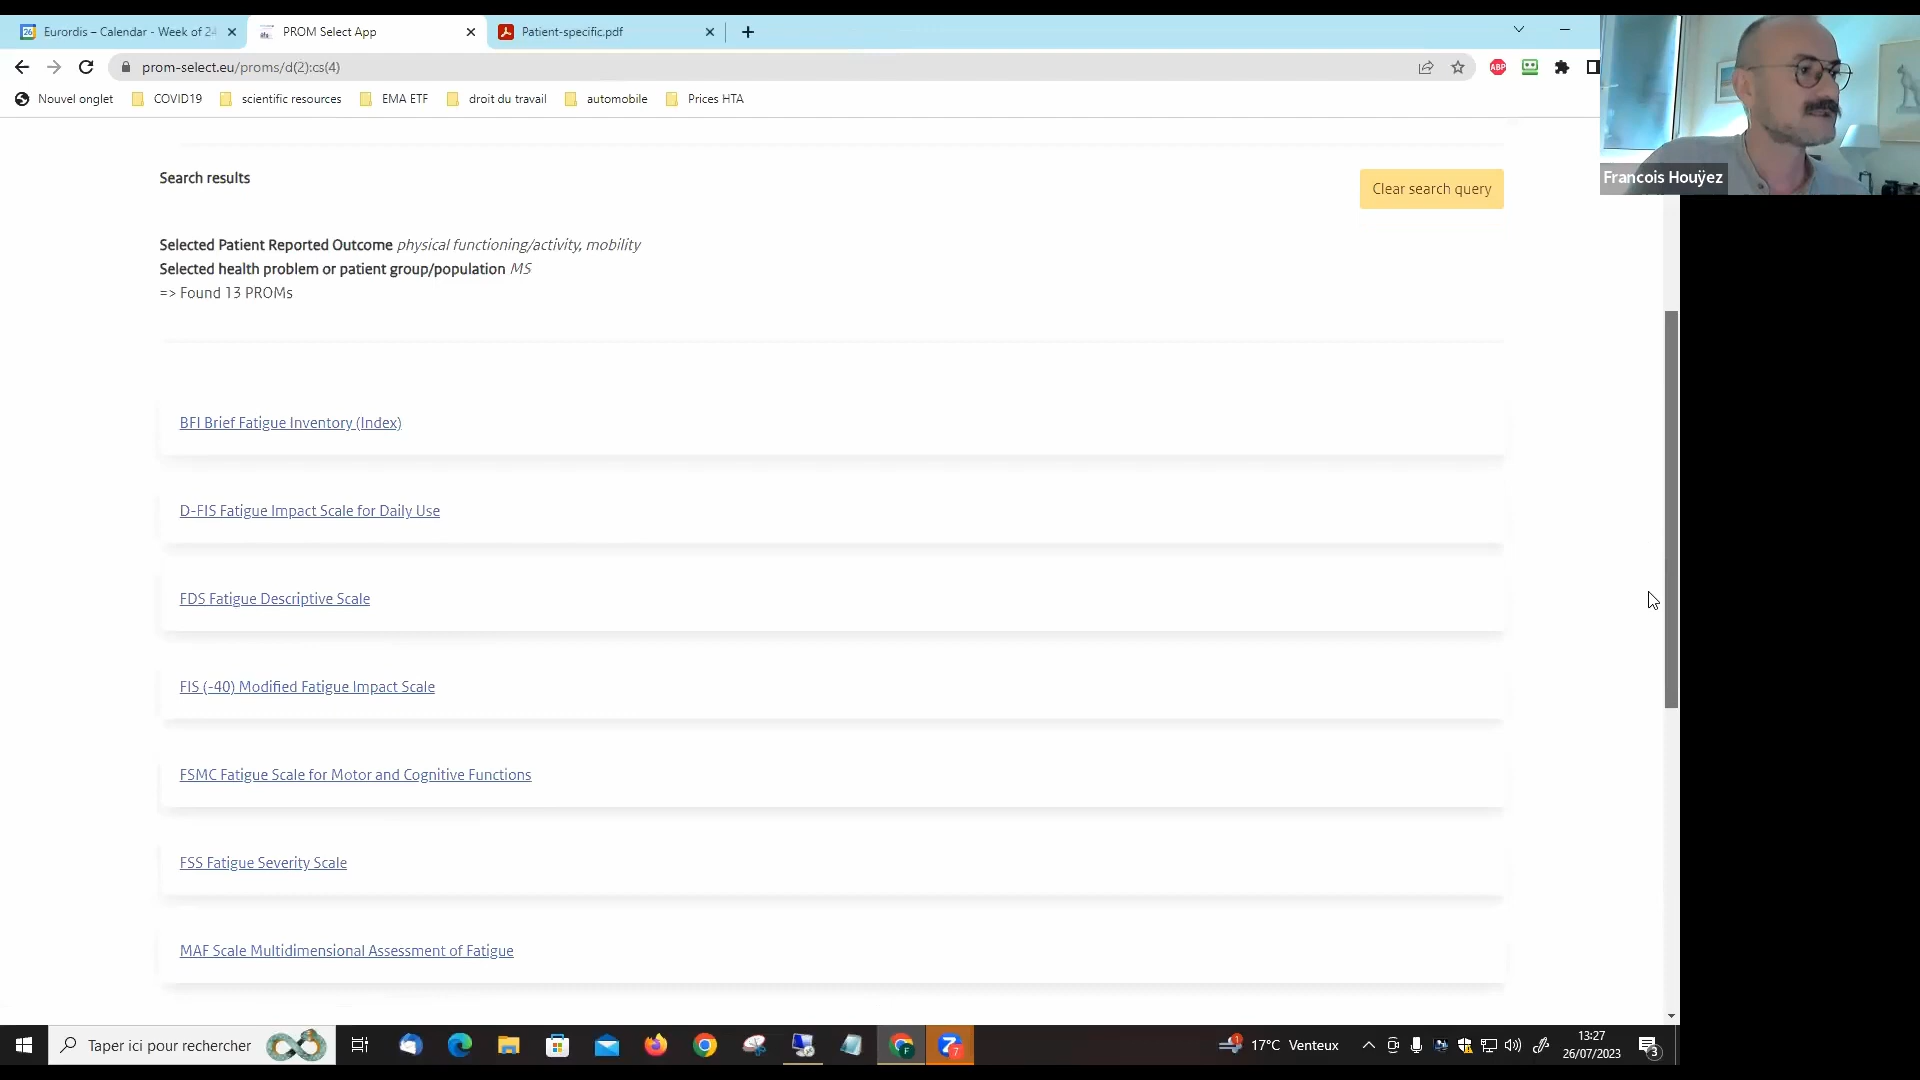 Eurordis – Calendar - Week of 24
PROM Select App
Patient-specific.pdf
prom-select.eu/proms/d(2):cs(4)
ABP
Nouvel onglet
COVID19
scientific resources
EMA ETF
droit du travail
automobile
Prices HTA
Francois Houÿez
Search results
Clear search query
Selected Patient Reported Outcome physical functioning/activity, mobility
Selected health problem or patient group/population MS
=> Found 13 PROMs
BFI Brief Fatigue Inventory (Index)
D-FIS Fatigue Impact Scale for Daily Use
FDS Fatigue Descriptive Scale
FIS (-40) Modified Fatigue Impact Scale
FSMC Fatigue Scale for Motor and Cognitive Functions
FSS Fatigue Severity Scale
MAF Scale Multidimensional Assessment of Fatigue
Taper ici pour rechercher
17°C Venteux
13:27
26/07/2023
3